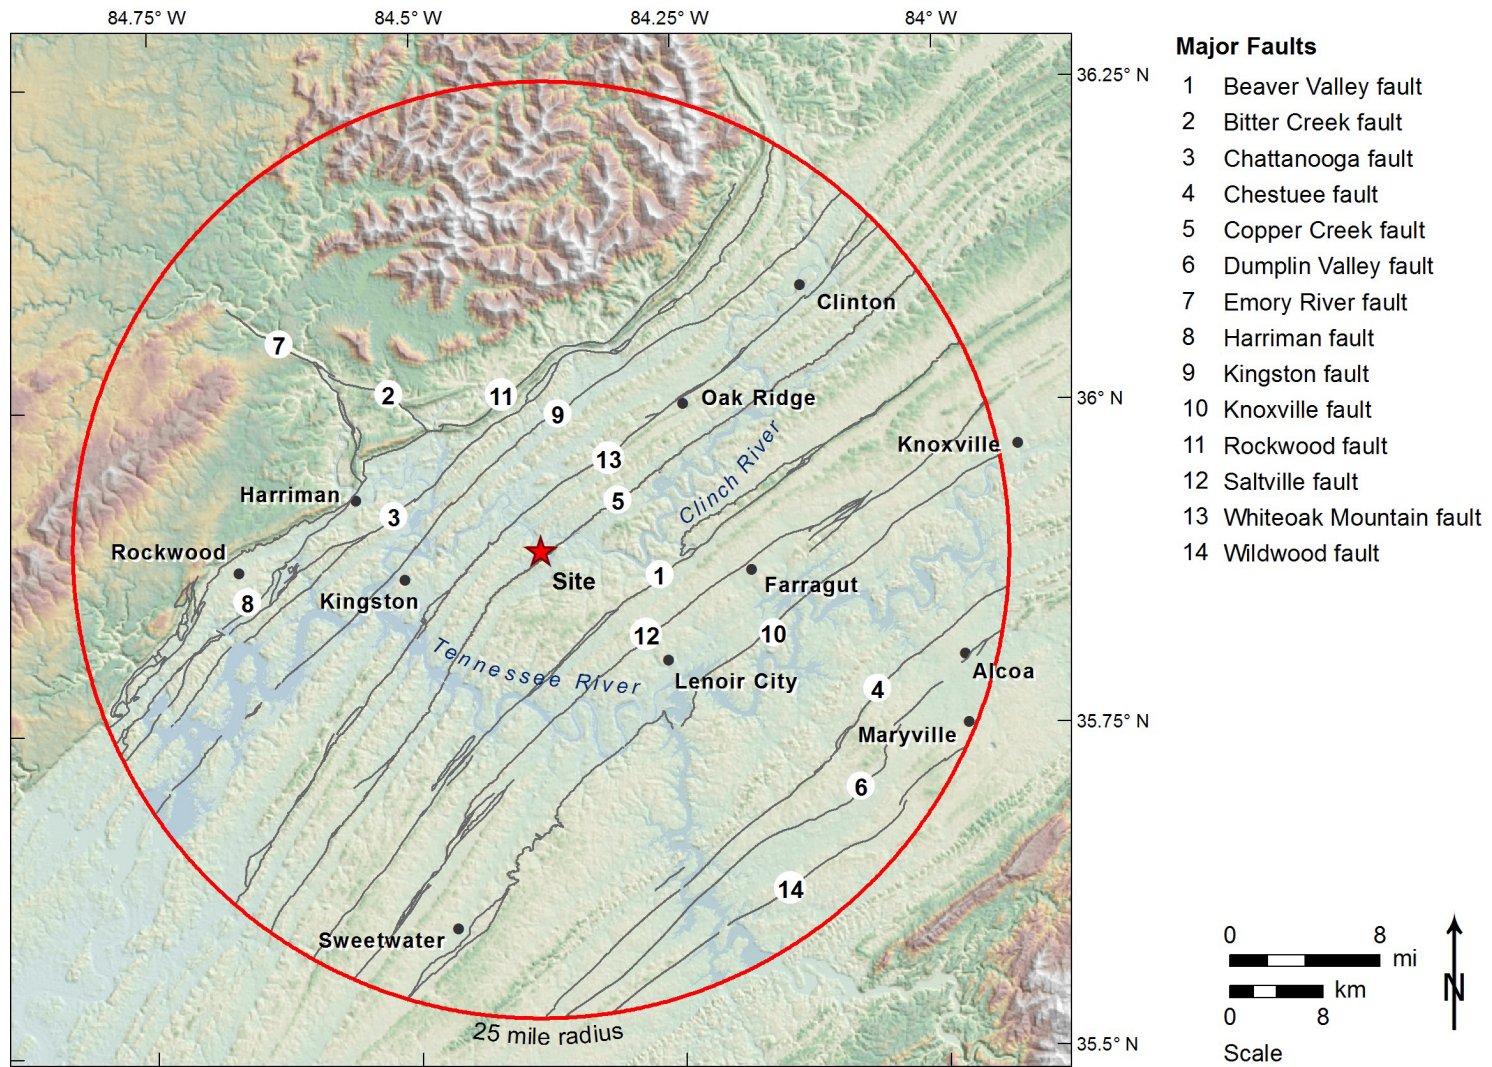 84.75° W
84.5° W
84.25° W
84° W
36.25° N
36° N
35.75° N
35.5° N
7
2
11
9
13
5
3
8
1
12
10
4
6
14
Clinton
Oak Ridge
Knoxville
Clinch River
Harriman
Rockwood
Kingston
Site
Farragut
Tennessee River
Lenoir City
Alcoa
Maryville
Sweetwater
25 mile radius
Major Faults
1 Beaver Valley fault
2 Bitter Creek fault
3 Chattanooga fault
4 Chestuee fault
5 Copper Creek fault
6 Dumplin Valley fault
7 Emory River fault
8 Harriman fault
9 Kingston fault
10 Knoxville fault
11 Rockwood fault
12 Saltville fault
13 Whiteoak Mountain fault
14 Wildwood fault
0 8
mi
km
0 8
Scale
N